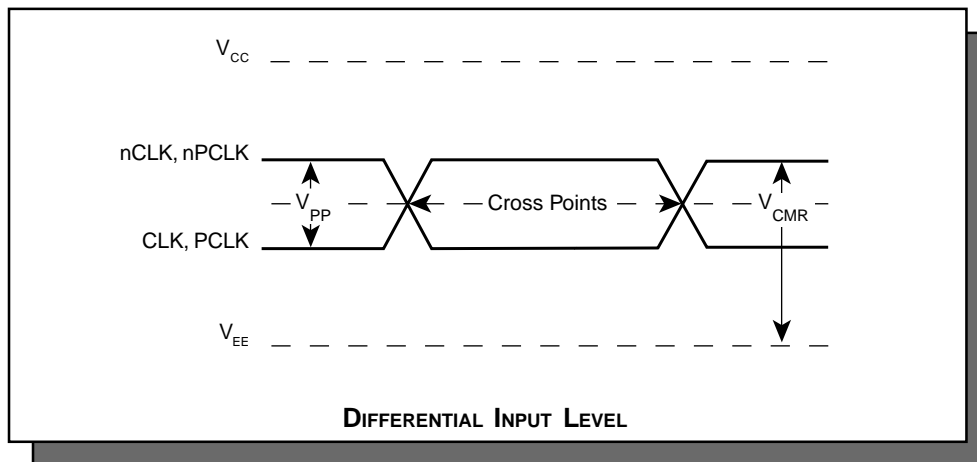 VCC
nCLK, nPCLK
VPP
Cross Points
VCMR
CLK, PCLK
VEE
DIFFERENTIAL INPUT LEVEL